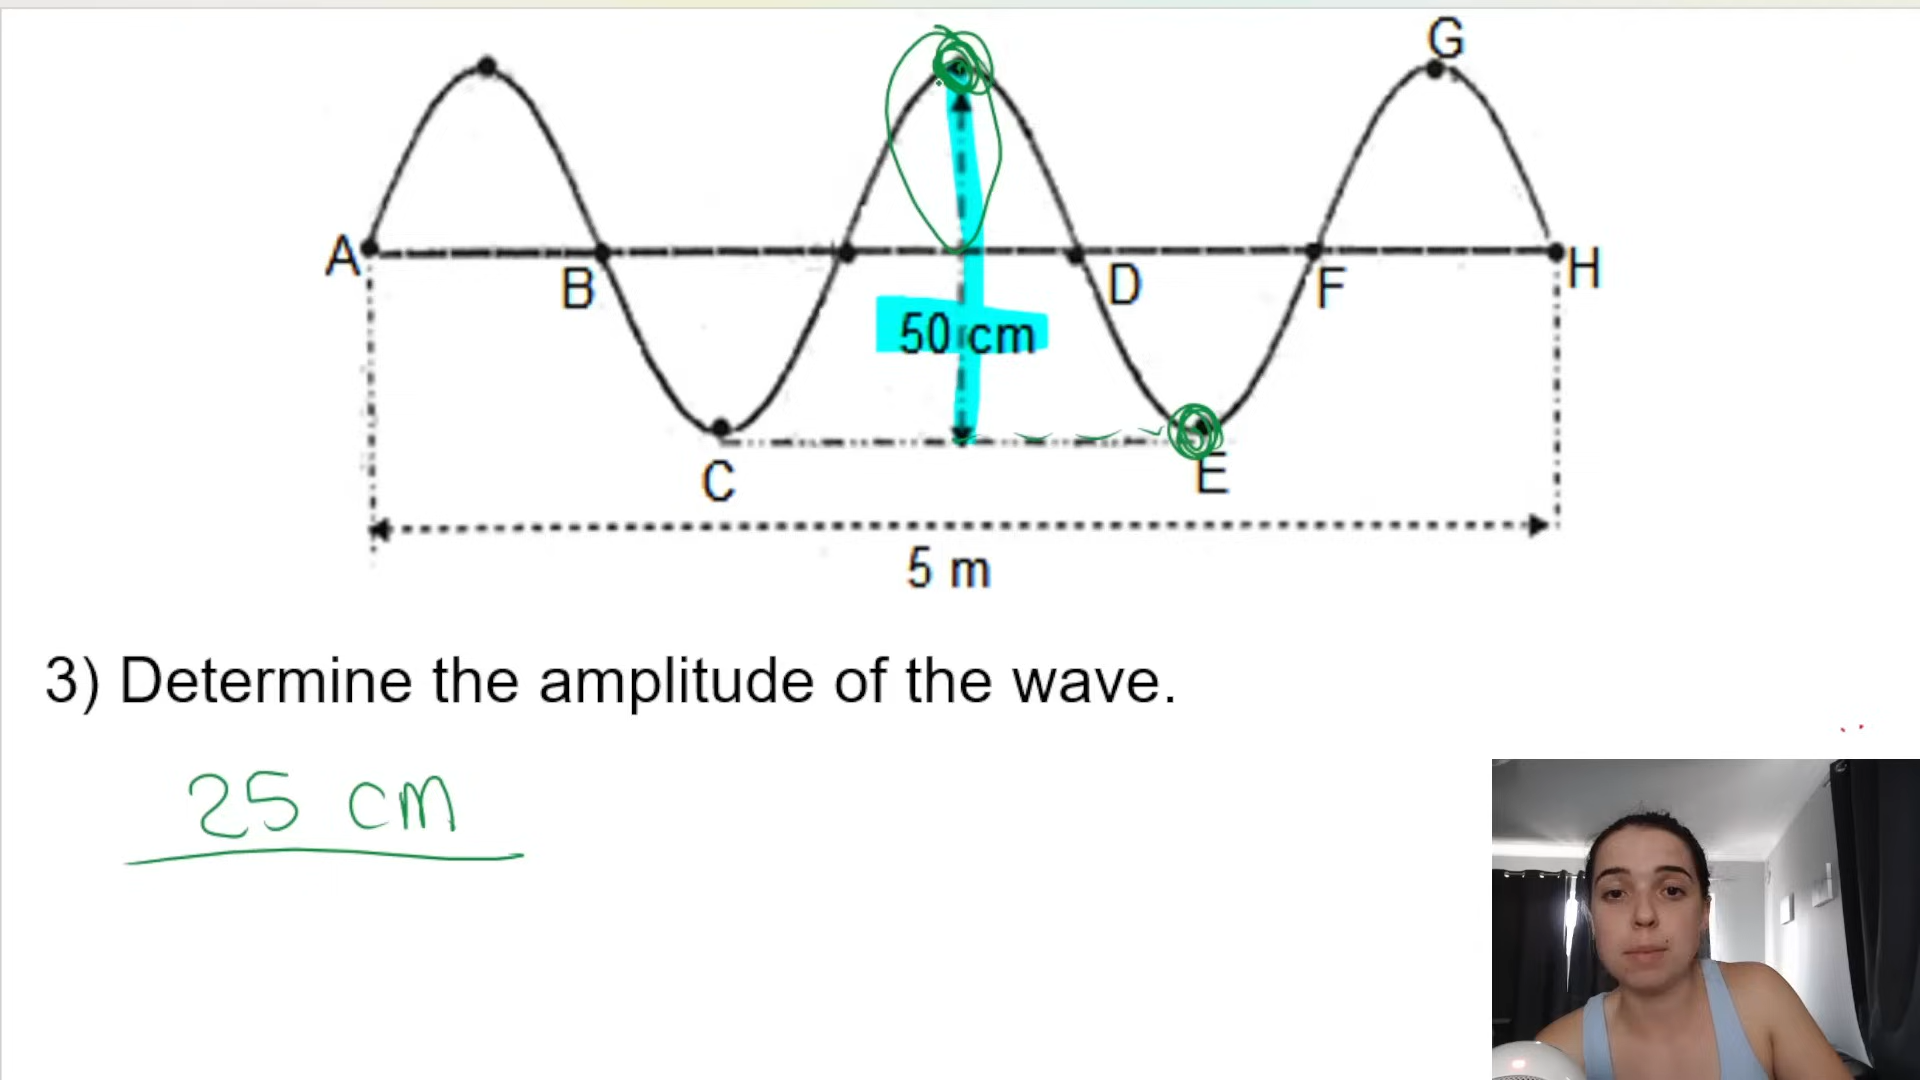 G
A
B
D
F
H
50 cm
C
E
5 m
3) Determine the amplitude of the wave.
25 cm